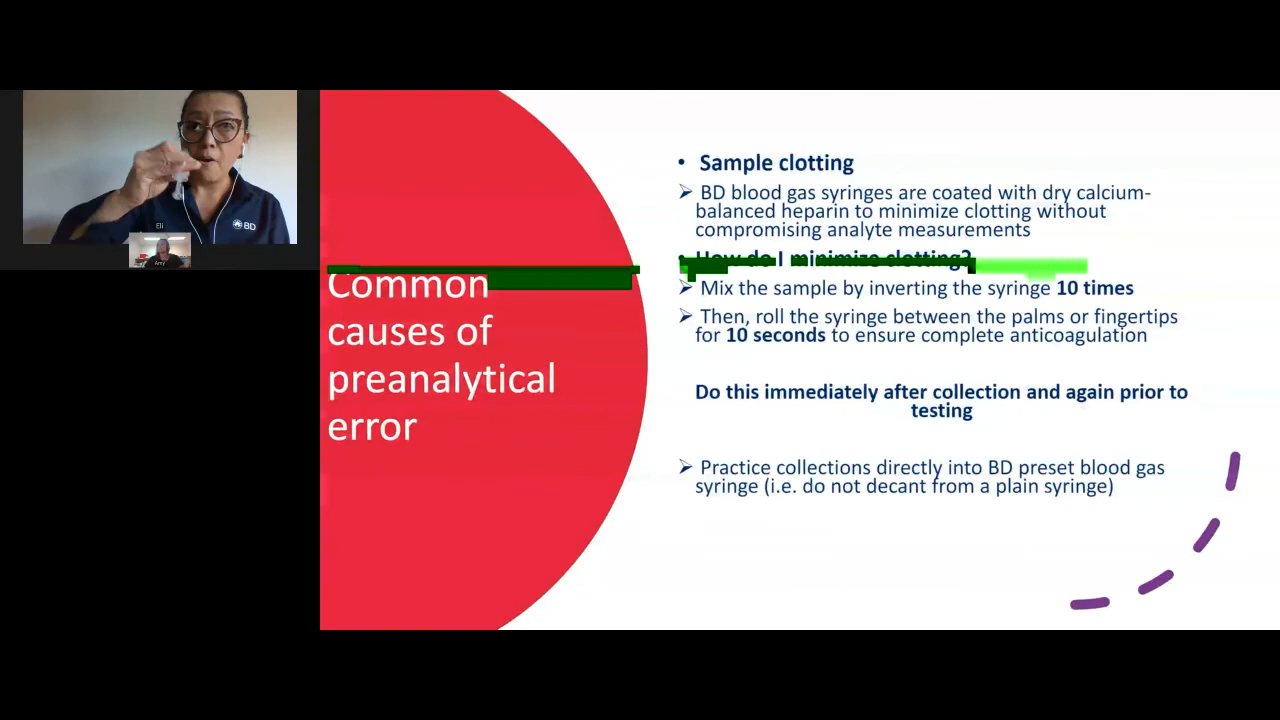 Eli
BD
Amy
Common
causes of
preanalytical
error
• Sample clotting
➢ BD blood gas syringes are coated with dry calcium-
balanced heparin to minimize clotting without
compromising analyte measurements
• How do I minimize clotting?
➢ Mix the sample by inverting the syringe 10 times
➢ Then, roll the syringe between the palms or fingertips
for 10 seconds to ensure complete anticoagulation
Do this immediately after collection and again prior to
testing
➢ Practice collections directly into BD preset blood gas
syringe (i.e. do not decant from a plain syringe)